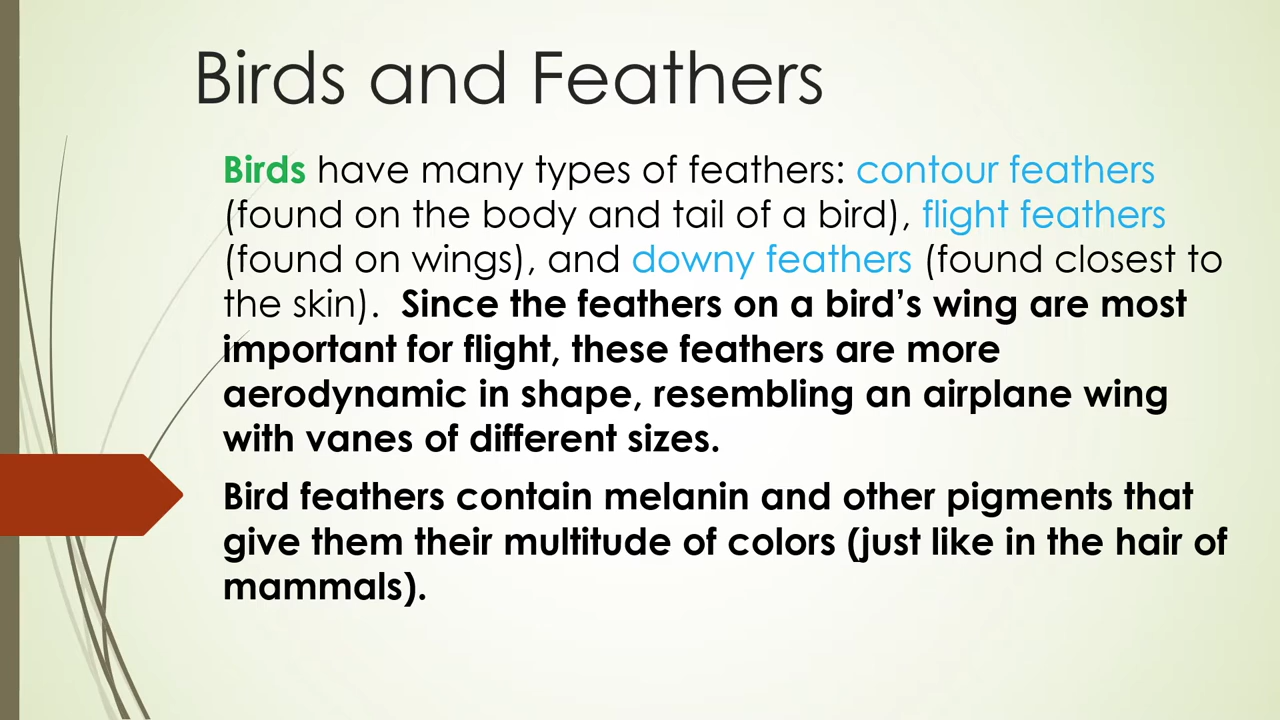 Birds and Feathers
Birds have many types of feathers: contour feathers
(found on the body and tail of a bird), flight feathers
(found on wings), and downy feathers (found closest to
the skin).  Since the feathers on a bird’s wing are most
important for flight, these feathers are more
aerodynamic in shape, resembling an airplane wing
with vanes of different sizes.
Bird feathers contain melanin and other pigments that
give them their multitude of colors (just like in the hair of
mammals).